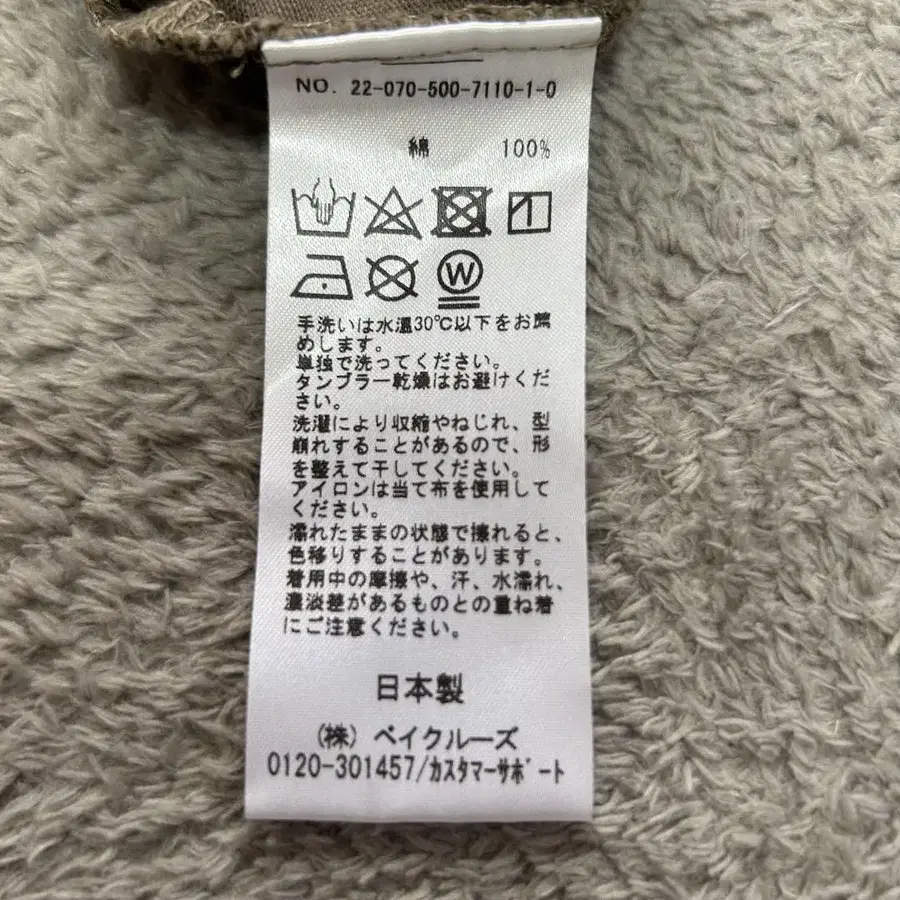 NO. 22-070-500-7110-1-0
綿 100%
W
手洗いは水温30℃以下をお薦
めします。
単独で洗ってください。
タンブラー乾燥はお避けくだ
さい。
洗濯により収縮やねじれ、型
崩れすることがあるので、形
を整えて干してください。
アイロンは当て布を使用して
ください。
濡れたままの状態で擦れると、
色移りすることがあります。
着用中の摩擦や、汗、水濡れ、
濃淡差があるものとの重ね着
にご注意ください。
日本製
(株) ベイクルーズ
0120-301457/カスタマーサポート